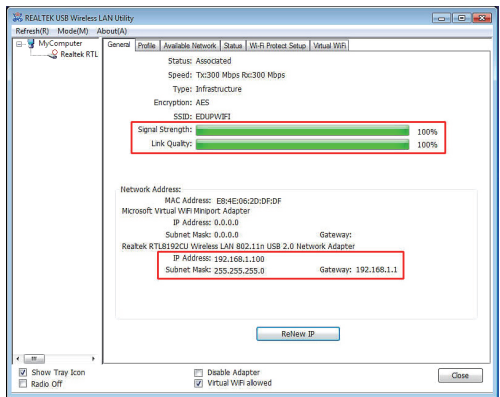 REALTEK USB Wireless LAN Utility
Refresh(R) Mode(M) About(A)
MyComputer
Realtek RTL
General Profile Available Network Status Wi-Fi Protect Setup Virtual WiFi
Status: Associated
Speed: Tx:300 Mbps Rx:300 Mbps
Type: Infrastructure
Encryption: AES
SSID: EDUPWIFI
Signal Strength: 100%
Link Quality: 100%
Network Address:
MAC Address: E8:4E:06:2D:DF:DF
Microsoft Virtual WiFi Miniport Adapter
IP Address: 0.0.0.0
Subnet Mask: 0.0.0.0 Gateway:
Realtek RTL8192CU Wireless LAN 802.11n USB 2.0 Network Adapter
IP Address: 192.168.1.100
Subnet Mask: 255.255.255.0 Gateway: 192.168.1.1
ReNew IP
Show Tray Icon Disable Adapter
Radio Off Virtual WiFi allowed
Close